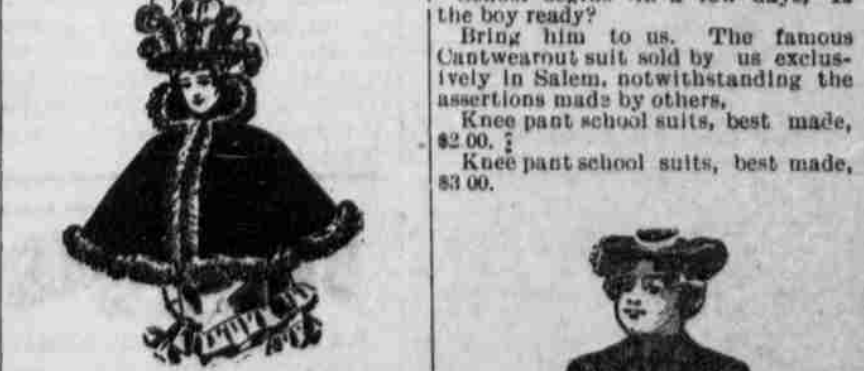 the boy ready?
Bring him to us. The famous
Cantwearout suit sold by us exclus-
ively in Salem, notwithstanding the
assertions made by others.
Knee pant school suits, best made,
$2.00.
Knee pant school suits, best made,
$3 00.